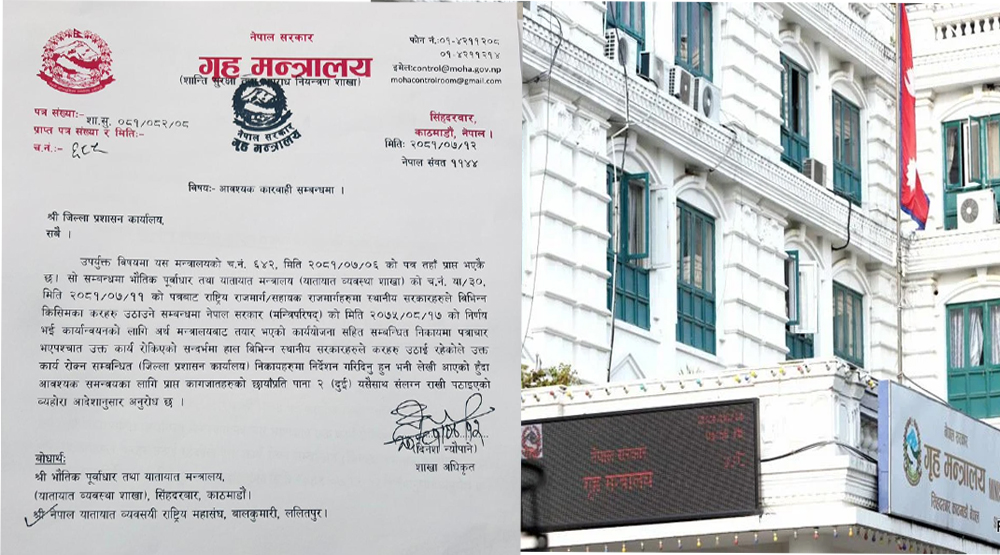 नेपाल सरकार
गृह मन्त्रालय
(शान्ति सुरक्षा तथा अपराध नियन्त्रण शाखा)
फोन नं.:०१-४२११२०८
०१-४२११२१४
इमेल:control@moha.gov.np
mohacontrolroom@gmail.com
नेपाल सरकार
गृह मन्त्रालय
पत्र संख्याः- शा.सु. ०८१/०८२/०८
प्राप्त पत्र संख्या र मितिः-
च.नं.:- ६८५
सिंहदरवार,
काठमाडौं, नेपाल ।
मितिः २०८१/०७/१२
नेपाल संवत ११४४
विषयः- आवश्यक कारवाही सम्बन्धमा ।
श्री जिल्ला प्रशासन कार्यालय,
सबै ।
उपर्युक्त विषयमा यस मन्त्रालयको च.नं. ६४२, मिति २०८१/०७/०६ को पत्र तहाँ प्राप्त भएकै
छ। सो सम्बन्धमा भौतिक पूर्वाधार तथा यातायात मन्त्रालय (यातायात व्यवस्था शाखा) को च.नं. या/३०,
मिति २०८१/०७/११ को पत्रबाट राष्ट्रिय राजमार्ग/सहायक राजमार्गहरुमा स्थानीय सरकारहरुले विभिन्न
किसिमका करहरु उठाउने सम्बन्धमा नेपाल सरकार (मन्त्रिपरिषद्) को मिति २०७५/०८/१७ को निर्णय
भई कार्यान्वयनको लागि अर्थ मन्त्रालयबाट तयार भएको कार्ययोजना सहित सम्बन्धित निकायमा पत्राचार
भएपश्चात उक्त कार्य रोकिएको सन्दर्भमा हाल विभिन्न स्थानीय सरकारहरुले करहरु उठाई रहेकोले उक्त
कार्य रोक्न सम्बन्धित (जिल्ला प्रशासन कार्यालय) निकायहरुमा निर्देशन गरिदिनु हुन भनी लेखी आएको हुँदा
आवश्यक समन्वयका लागि प्राप्त कागजातहरुको छायाँप्रति पाना २ (दुई) यसैसाथ संलग्न राखी पठाइएको
व्यहोरा आदेशानुसार अनुरोध छ ।
(दिनेश न्यौपाने)
शाखा अधिकृत
बोधार्थः
श्री भौतिक पूर्वाधार तथा यातायात मन्त्रालय,
(यातायात व्यवस्था शाखा), सिंहदरवार, काठमाडौं।
श्री नेपाल यातायात व्यवसयी राष्ट्रिय महासंघ, बालकुमारी, ललितपुर।
नेपाल सरकार
गृह मन्त्रालय
नेपाल सरकार
गृह मन्त्रालय
सिंहदरवार काठमाडौं नेपाल